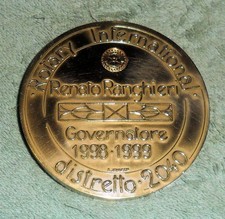 Rotary International
Renato Ranghieri
Governatore
1998-1999
distretto·2040